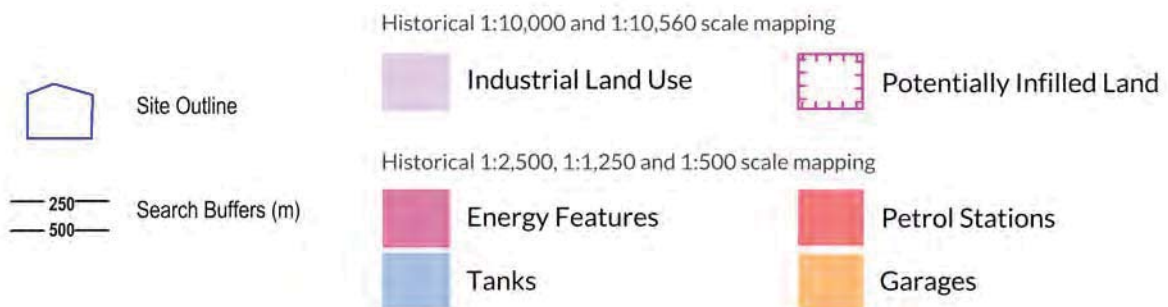 Historical 1:10,000 and 1:10,560 scale mapping
Industrial Land Use
Potentially Infilled Land
Site Outline
Historical 1:2,500, 1:1,250 and 1:500 scale mapping
250
500
Search Buffers (m)
Energy Features
Petrol Stations
Tanks
Garages